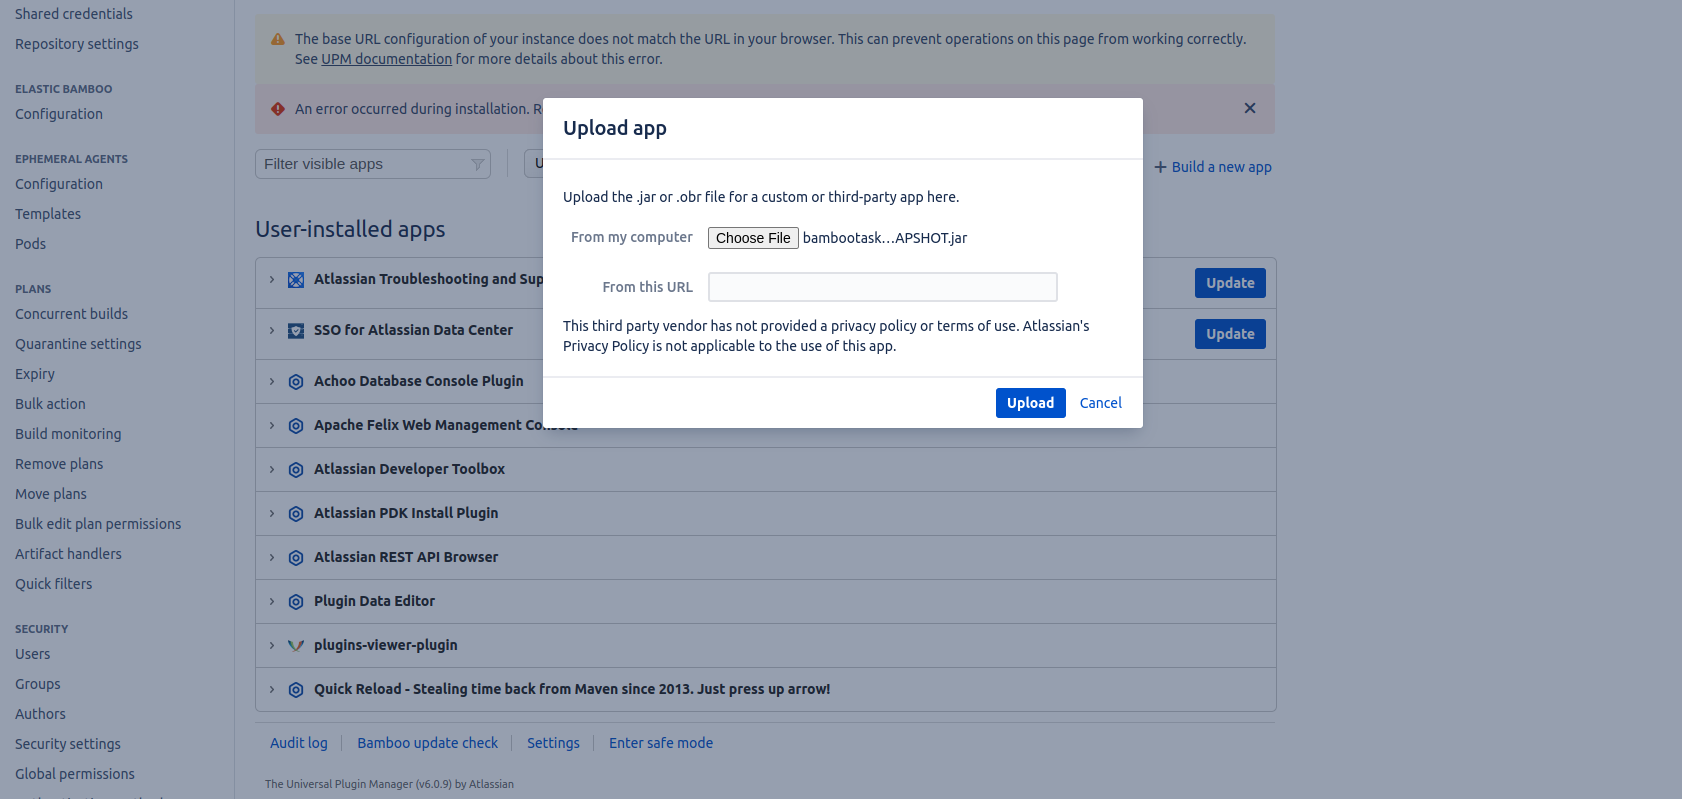 Shared credentials
Repository settings
ELASTIC BAMBOO
Configuration
EPHEMERAL AGENTS
Configuration
Templates
Pods
PLANS
Concurrent builds
Quarantine settings
Expiry
Bulk action
Build monitoring
Remove plans
Move plans
Bulk edit plan permissions
Artifact handlers
Quick filters
SECURITY
Users
Groups
Authors
Security settings
Global permissions
The base URL configuration of your instance does not match the URL in your browser. This can prevent operations on this page from working correctly.
See UPM documentation for more details about this error.
An error occurred during installation.
Filter visible apps
Build a new app
User-installed apps
Atlassian Troubleshooting and Sup
Update
SSO for Atlassian Data Center
Update
Achoo Database Console Plugin
Apache Felix Web Management Console
Atlassian Developer Toolbox
Atlassian PDK Install Plugin
Atlassian REST API Browser
Plugin Data Editor
plugins-viewer-plugin
Quick Reload - Stealing time back from Maven since 2013. Just press up arrow!
Audit log
Bamboo update check
Settings
Enter safe mode
The Universal Plugin Manager (v6.0.9) by Atlassian
Upload app
Upload the .jar or .obr file for a custom or third-party app here.
From my computer
Choose File bambootask...APSHOT.jar
From this URL
This third party vendor has not provided a privacy policy or terms of use. Atlassian's
Privacy Policy is not applicable to the use of this app.
Upload
Cancel